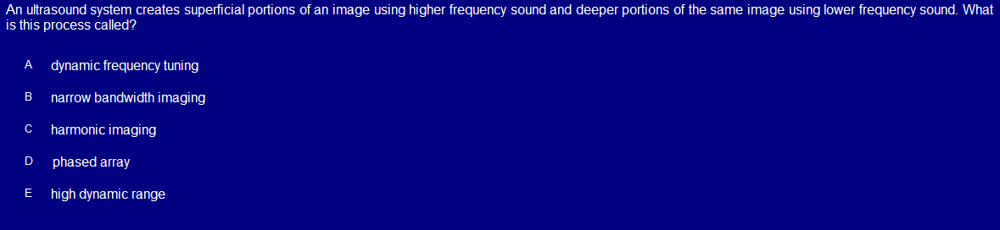 An ultrasound system creates superficial portions of an image using higher frequency sound and deeper portions of the same image using lower frequency sound. What
is this process called?
A dynamic frequency tuning
B narrow bandwidth imaging
C harmonic imaging
D phased array
E high dynamic range